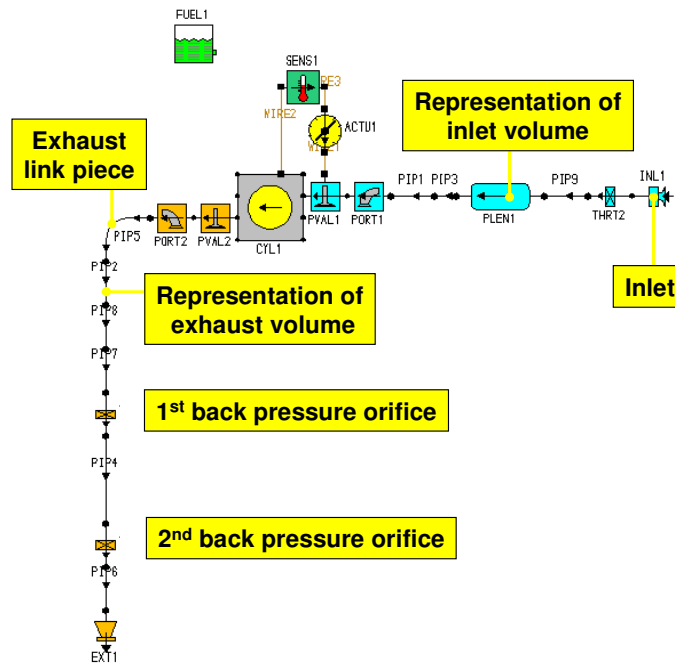 FUEL1
SENS1
RE3
WIRE2
ACTU1
WIRE1
Representation of
inlet volume
Exhaust
link piece
PIP1
PIP3
PIP9
INL1
PVAL1
PORT1
PLEN1
THRT2
PIP5
PORT2
PVAL2
CYL1
Inlet
PIP2
Representation of
exhaust volume
PIP8
PIP7
1st back pressure orifice
PIP4
2nd back pressure orifice
PIP6
EXT1